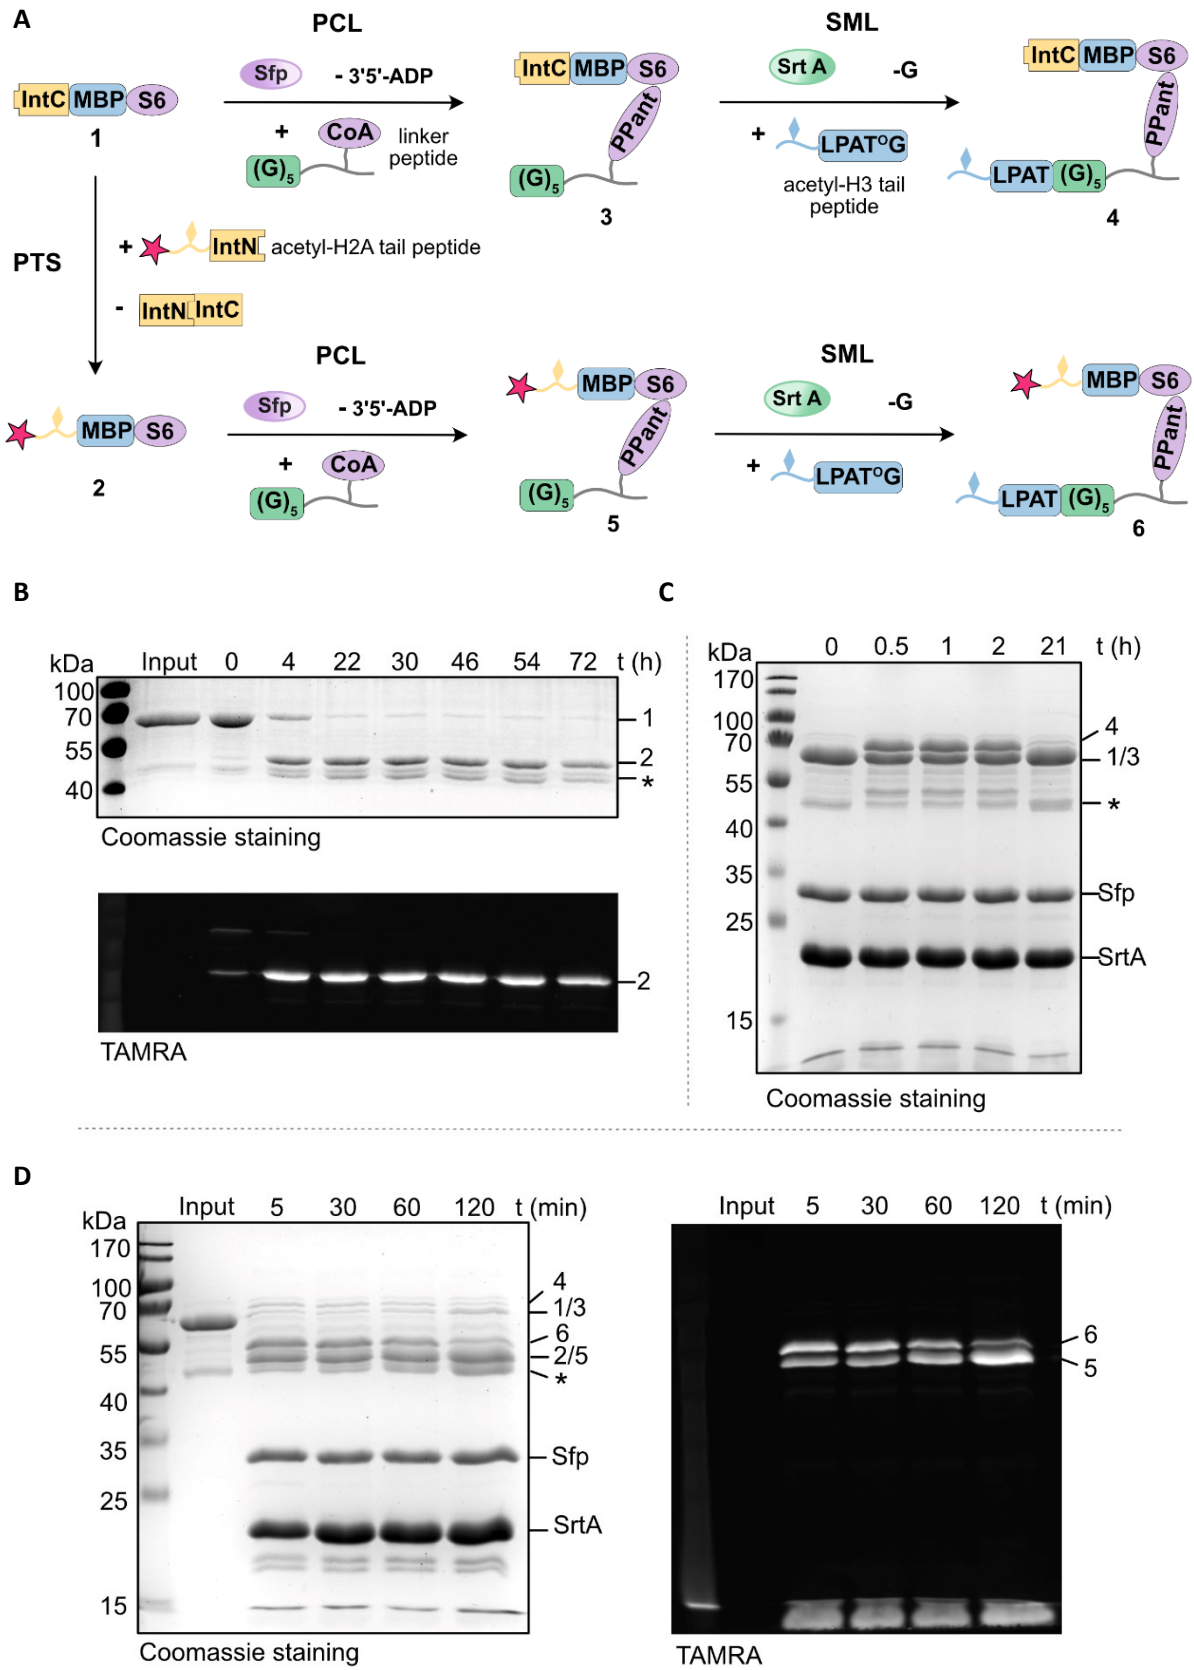 A
PCL
SML
Sfp
- 3'5'-ADP
Srt A
-G
IntC MBP S6
1
+
CoA
linker
peptide
(G)5
IntC MBP S6
PPant
(G)5
3
+
LPAT⁰G
acetyl-H3 tail
peptide
IntC MBP S6
PPant
LPAT (G)5
4
PTS
+
IntN
acetyl-H2A tail peptide
-
IntN IntC
PCL
SML
Sfp
- 3'5'-ADP
Srt A
-G
MBP S6
2
+
CoA
(G)5
MBP S6
PPant
(G)5
5
+
LPAT⁰G
MBP S6
PPant
LPAT (G)5
6
B
kDa Input 0 4 22 30 46 54 72 t (h)
100
70
55
40
1
2
*
Coomassie staining
2
TAMRA
C
kDa 0 0.5 1 2 21 t (h)
170
100
70
55
40
35
25
15
4
1/3
*
Sfp
SrtA
Coomassie staining
D
kDa Input 5 30 60 120 t (min)
170
100
70
55
40
35
25
15
4
1/3
6
2/5
*
Sfp
SrtA
Coomassie staining
Input 5 30 60 120 t (min)
6
5
TAMRA